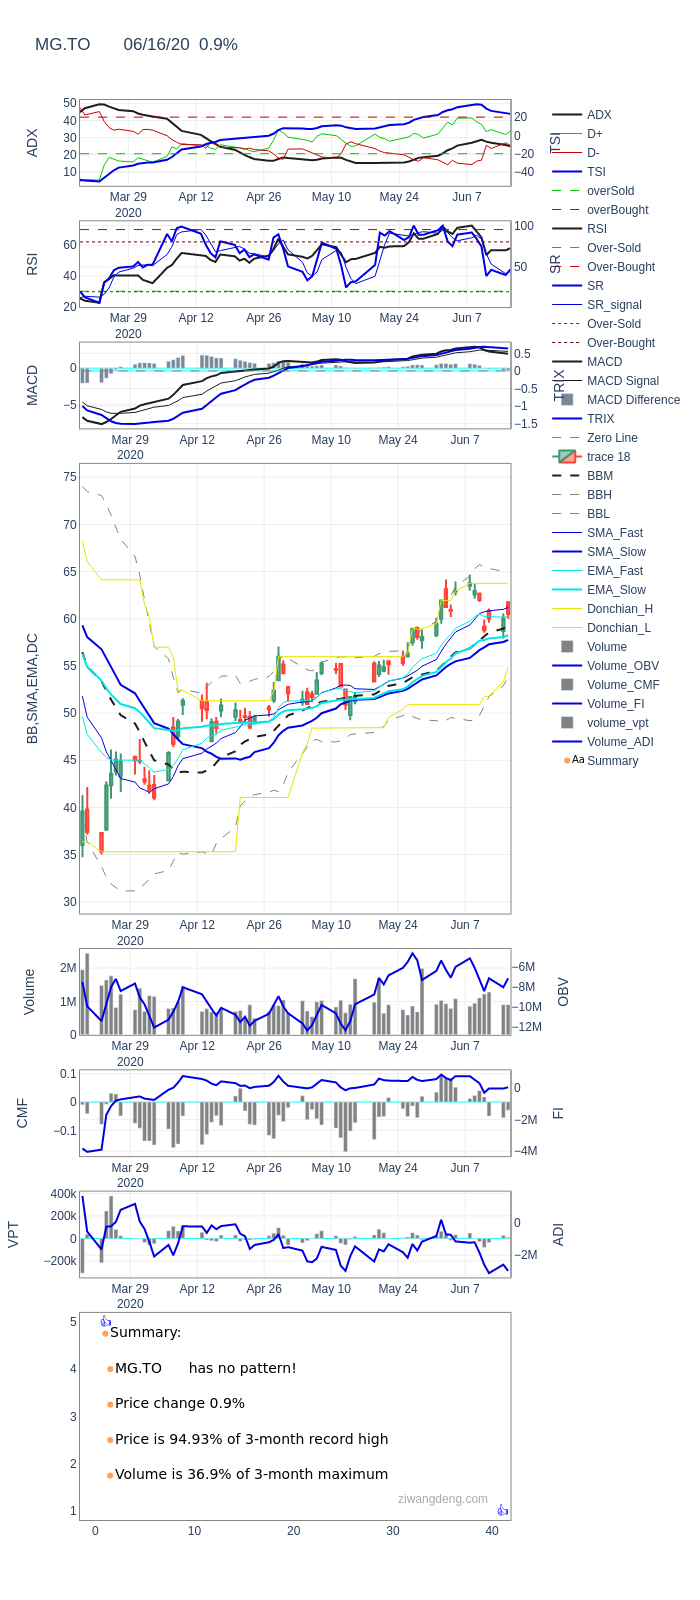 MG.TO 06/16/20 0.9%
50
40
30
20
10
ADX
20
0
−20
−40
TSI
Mar 29
2020
Apr 12
Apr 26
May 10
May 24
Jun 7
60
40
20
RSI
100
50
SR
Mar 29
2020
Apr 12
Apr 26
May 10
May 24
Jun 7
0
−5
MACD
0.5
0
−0.5
−1
−1.5
TRIX
Mar 29
2020
Apr 12
Apr 26
May 10
May 24
Jun 7
75
70
65
60
55
50
45
40
35
30
BB,SMA,EMA,DC
Mar 29
2020
Apr 12
Apr 26
May 10
May 24
Jun 7
2M
1M
0
Volume
−6M
−8M
−10M
−12M
OBV
Mar 29
2020
Apr 12
Apr 26
May 10
May 24
Jun 7
0.1
0
−0.1
CMF
0
−2M
−4M
FI
Mar 29
2020
Apr 12
Apr 26
May 10
May 24
Jun 7
400k
200k
0
−200k
VPT
0
−2M
ADI
Mar 29
2020
Apr 12
Apr 26
May 10
May 24
Jun 7
5
4
3
2
1
0
10
20
30
40
👍
Summary:
MG.TO has no pattern!
Price change 0.9%
Price is 94.93% of 3-month record high
Volume is 36.9% of 3-month maximum
ziwangdeng.com
👍
ADX
D+
D-
TSI
overSold
overBought
RSI
Over-Sold
Over-Bought
SR
SR_signal
Over-Sold
Over-Bought
MACD
MACD Signal
MACD Difference
TRIX
Zero Line
trace 18
BBM
BBH
BBL
SMA_Fast
SMA_Slow
EMA_Fast
EMA_Slow
Donchian_H
Donchian_L
Volume
Volume_OBV
Volume_CMF
Volume_FI
volume_vpt
Volume_ADI
Aa Summary